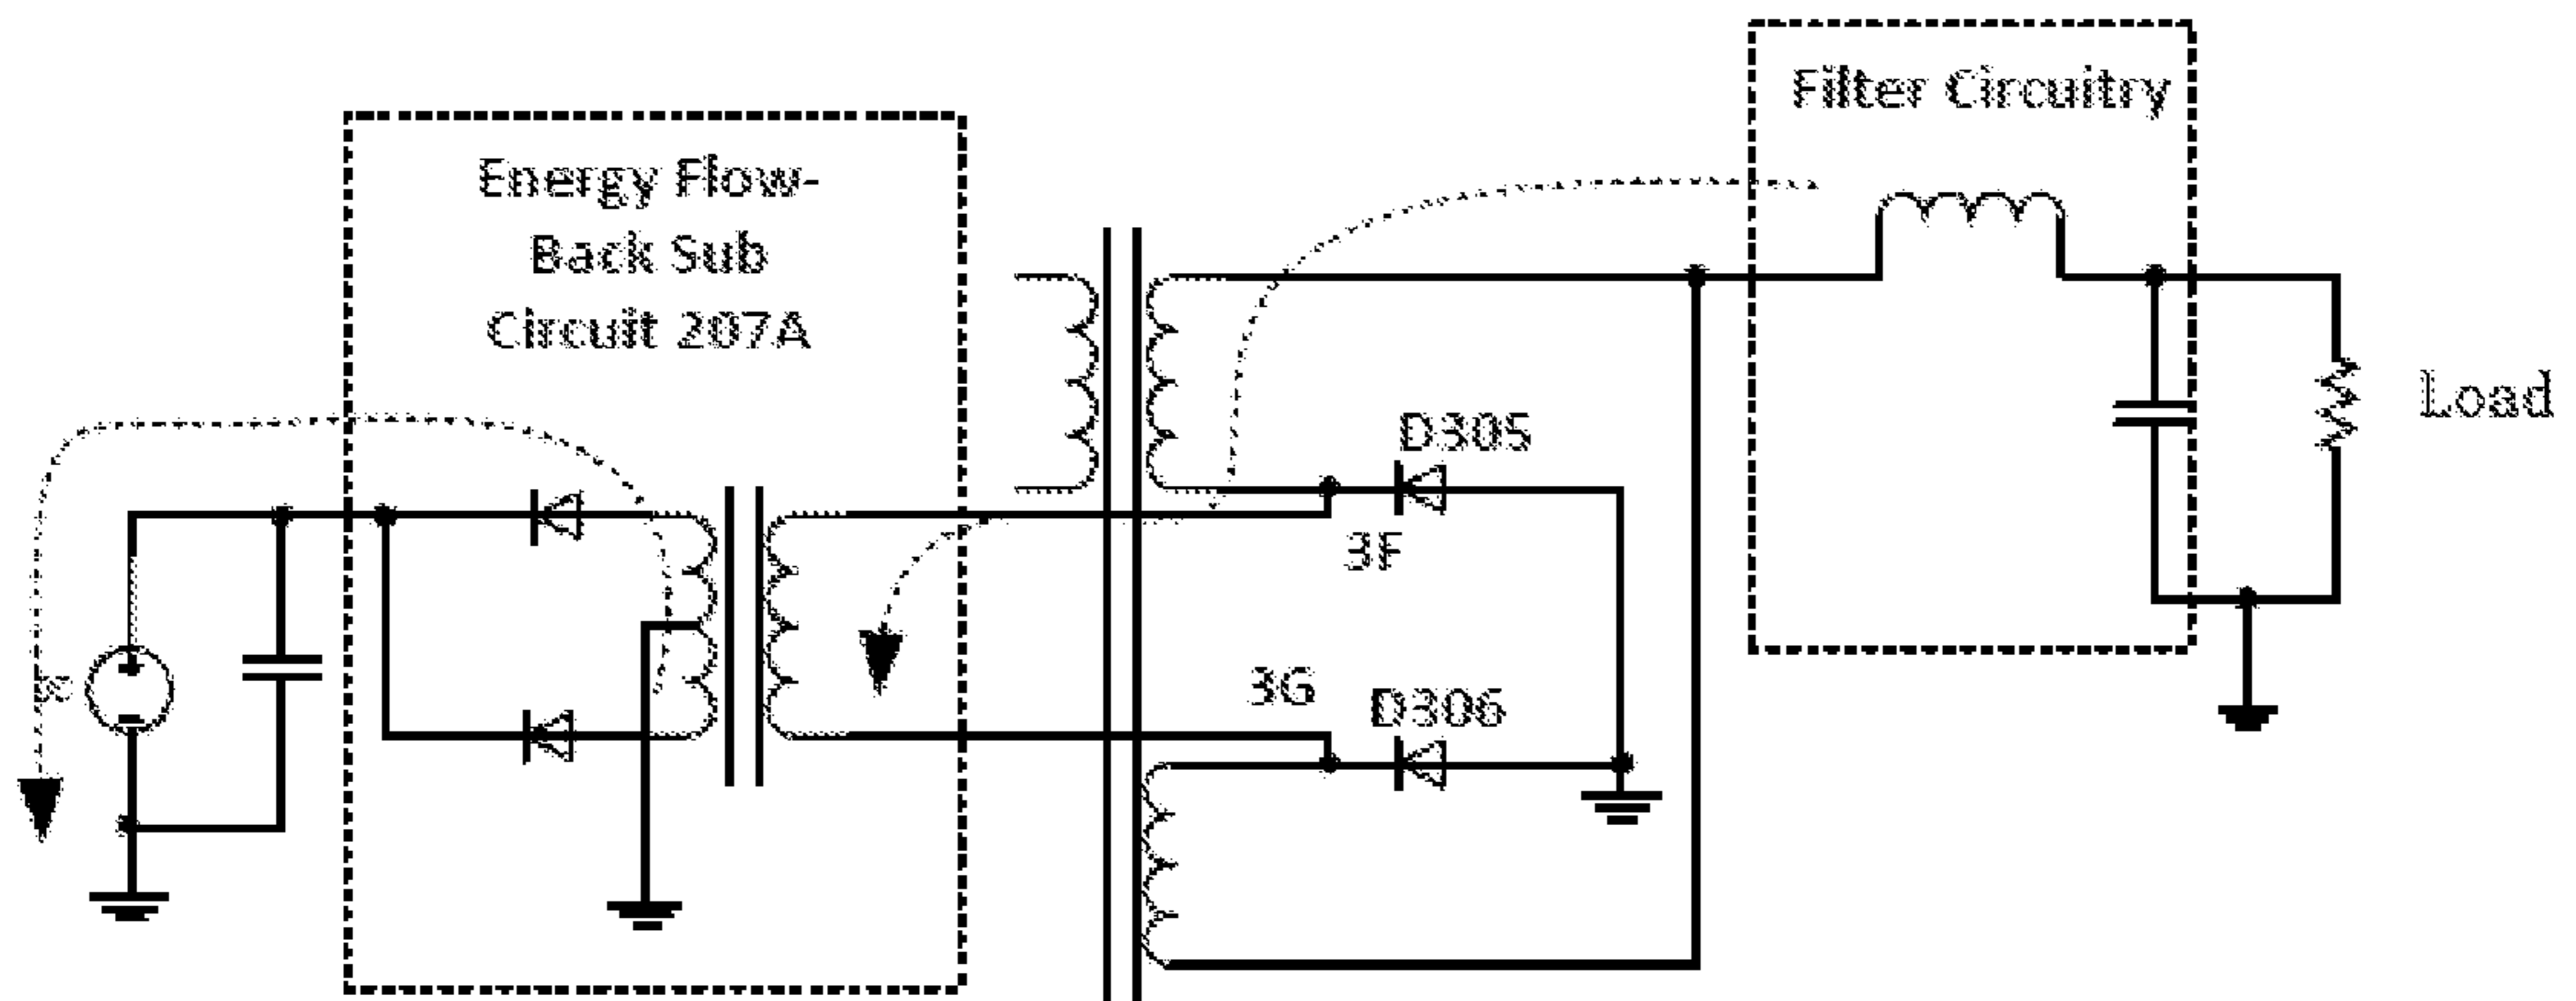 Filter Circuitry
Energy Flow-
Back Sub
Circuit 207A
Load
D305
3F
3G
D306